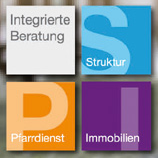 Integrierte
Beratung
S
Struktur
P
Pfarrdienst
I
Immobilien